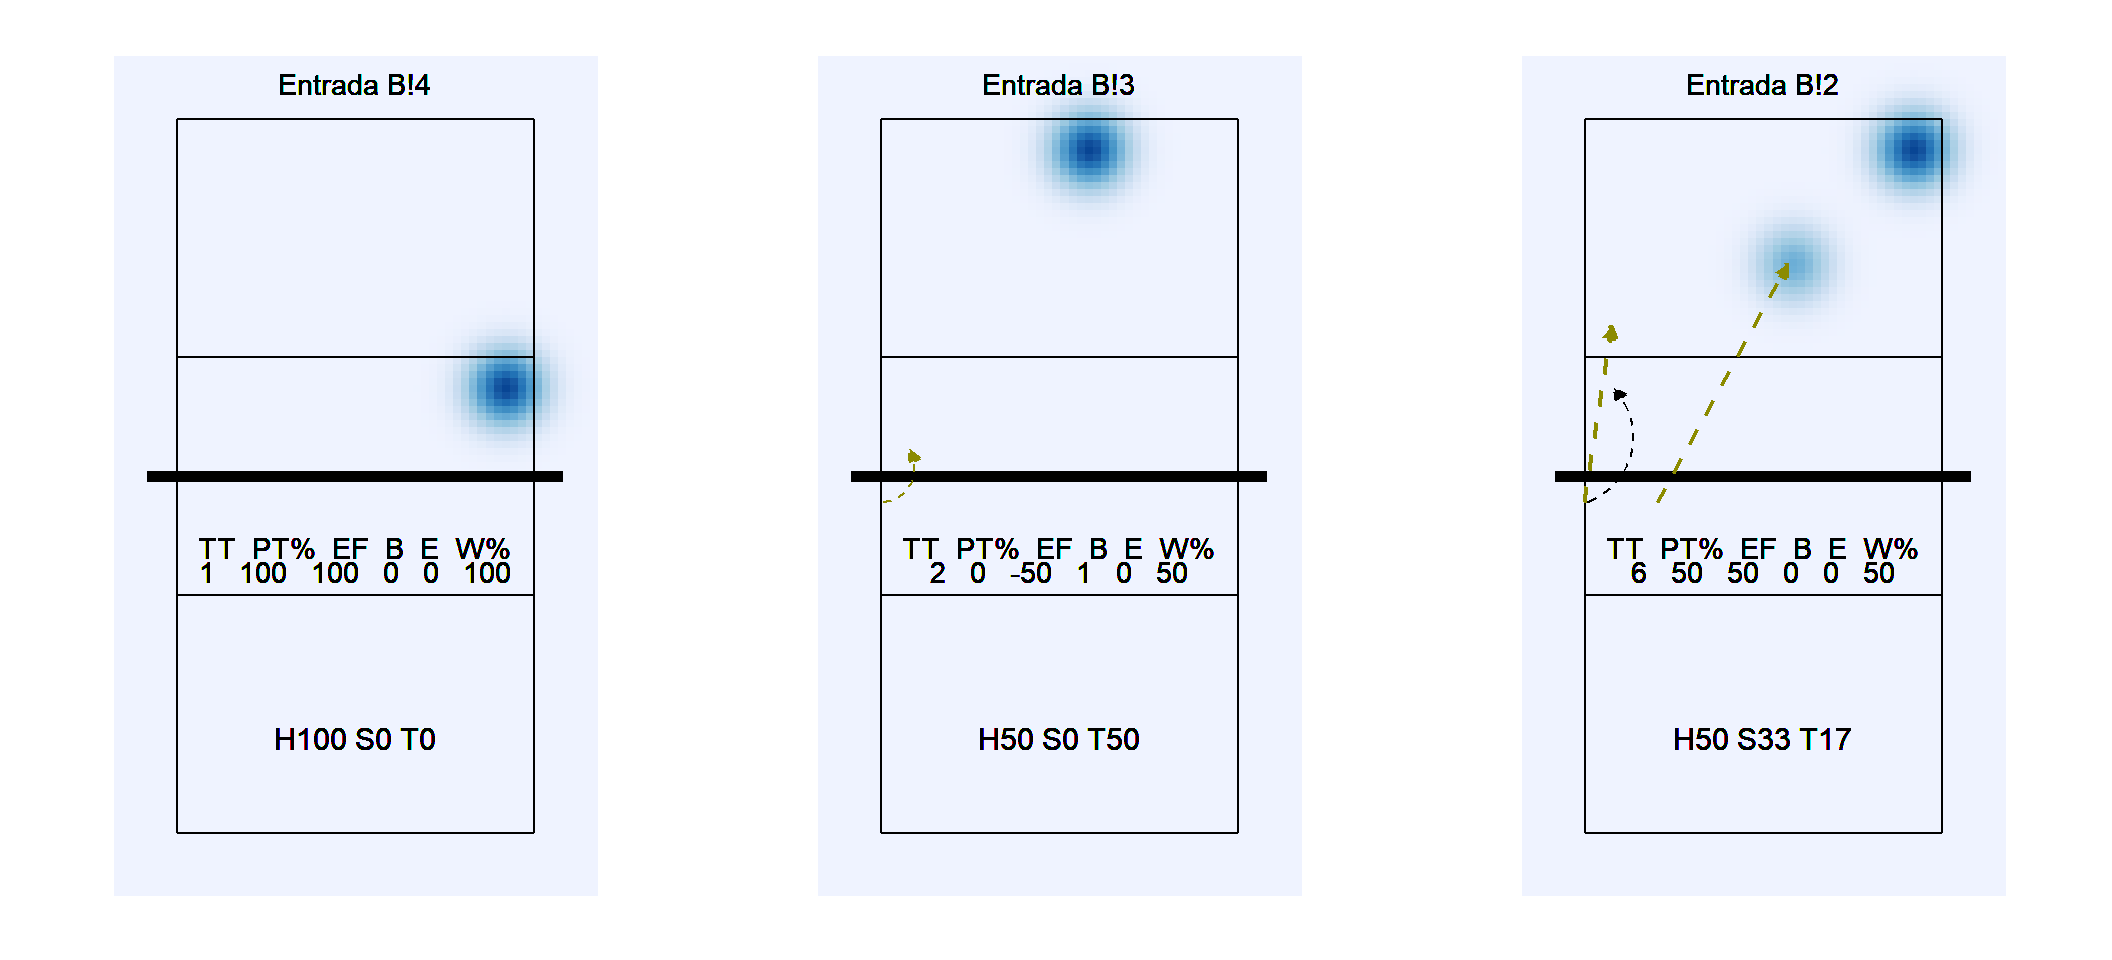 Entrada B!4
TT PT% EF B E W%
1 100 100 0 0 100
H100 S0 T0
Entrada B!3
TT PT% EF B E W%
2 0 -50 1 0 50
H50 S0 T50
Entrada B!2
TT PT% EF B E W%
6 50 50 0 0 50
H50 S33 T17